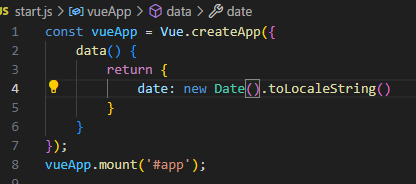 start.js > vueApp > data > date
1 const vueApp = Vue.createApp({
2     data() {
3         return {
4             date: new Date().toLocaleString()
5         }
6     }
7 });
8 vueApp.mount('#app');